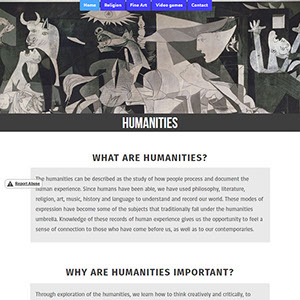 Home Religion Fine Art Video games Contact
HUMANITIES
WHAT ARE HUMANITIES?
The humanities can be described as the study of how people process and document the
human experience. Since humans have been able, we have used philosophy, literature,
religion, art, music, history and language to understand and record our world. These modes of
expression have become some of the subjects that traditionally fall under the humanities
umbrella. Knowledge of these records of human experience gives us the opportunity to feel a
sense of connection to those who have come before us, as well as to our contemporaries.
Report Abuse
WHY ARE HUMANITIES IMPORTANT?
Through exploration of the humanities, we learn how to think creatively and critically, to